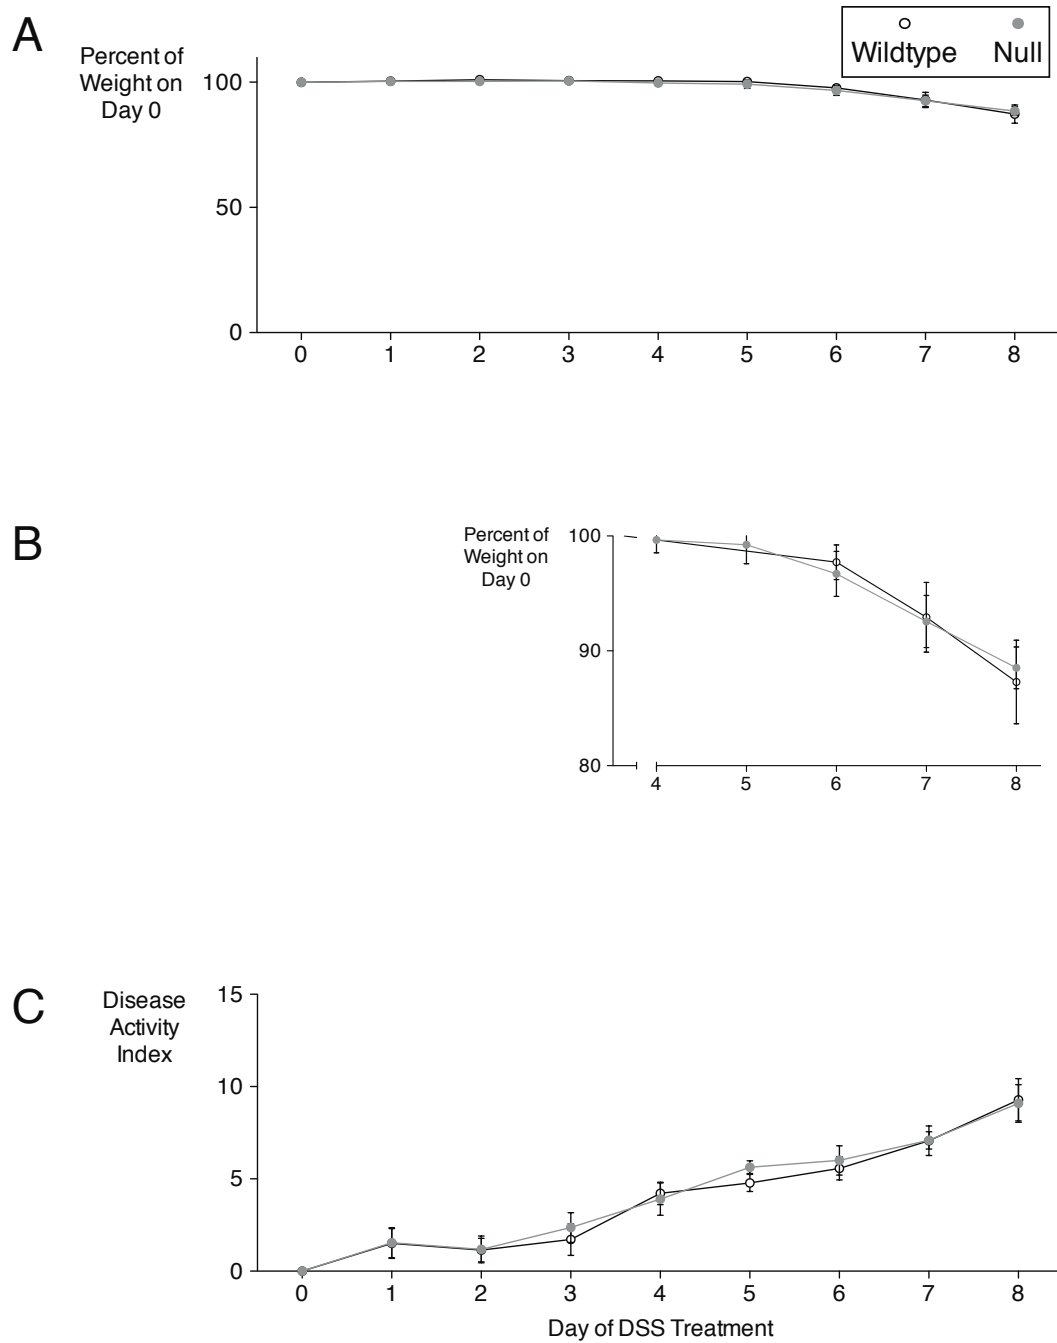 A
Percent of
Weight on
Day 0
Wildtype Null
100
50
0
0 1 2 3 4 5 6 7 8
B
Percent of
Weight on
Day 0
100
90
80
4 5 6 7 8
C
Disease
Activity
Index
15
10
5
0
0 1 2 3 4 5 6 7 8
Day of DSS Treatment